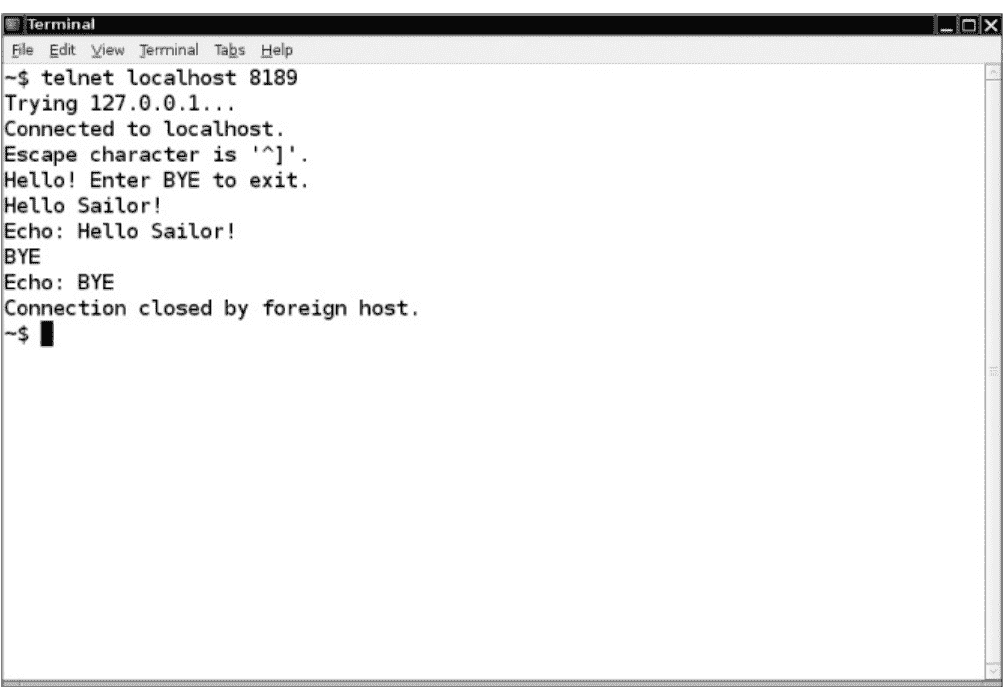 Terminal
File Edit View Terminal Tabs Help
~$ telnet localhost 8189
Trying 127.0.0.1...
Connected to localhost.
Escape character is '^]'.
Hello! Enter BYE to exit.
Hello Sailor!
Echo: Hello Sailor!
BYE
Echo: BYE
Connection closed by foreign host.
~$